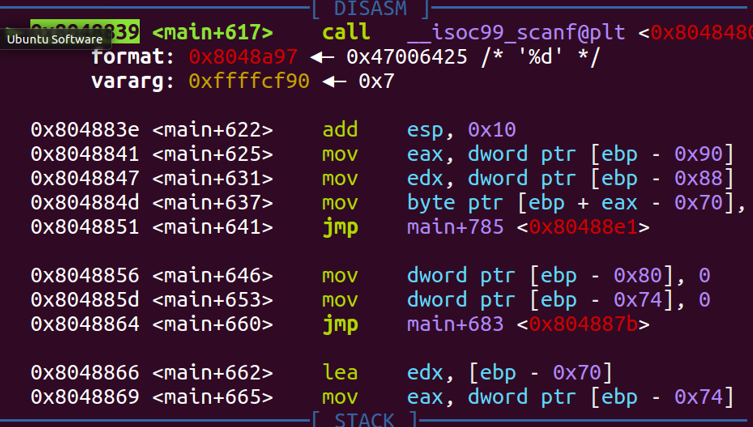 [ DISASM ]
0x8048839 <main+617> call __isoc99_scanf@plt <0x8048480
Ubuntu Software
format: 0x8048a97 ◂— 0x47006425 /* '%d' */
vararg: 0xffffcf90 ◂— 0x7
0x804883e <main+622> add esp, 0x10
0x8048841 <main+625> mov eax, dword ptr [ebp - 0x90]
0x8048847 <main+631> mov edx, dword ptr [ebp - 0x88]
0x804884d <main+637> mov byte ptr [ebp + eax - 0x70],
0x8048851 <main+641> jmp main+785 <0x80488e1>
0x8048856 <main+646> mov dword ptr [ebp - 0x80], 0
0x804885d <main+653> mov dword ptr [ebp - 0x74], 0
0x8048864 <main+660> jmp main+683 <0x804887b>
0x8048866 <main+662> lea edx, [ebp - 0x70]
0x8048869 <main+665> mov eax, dword ptr [ebp - 0x74]
[ STACK ]